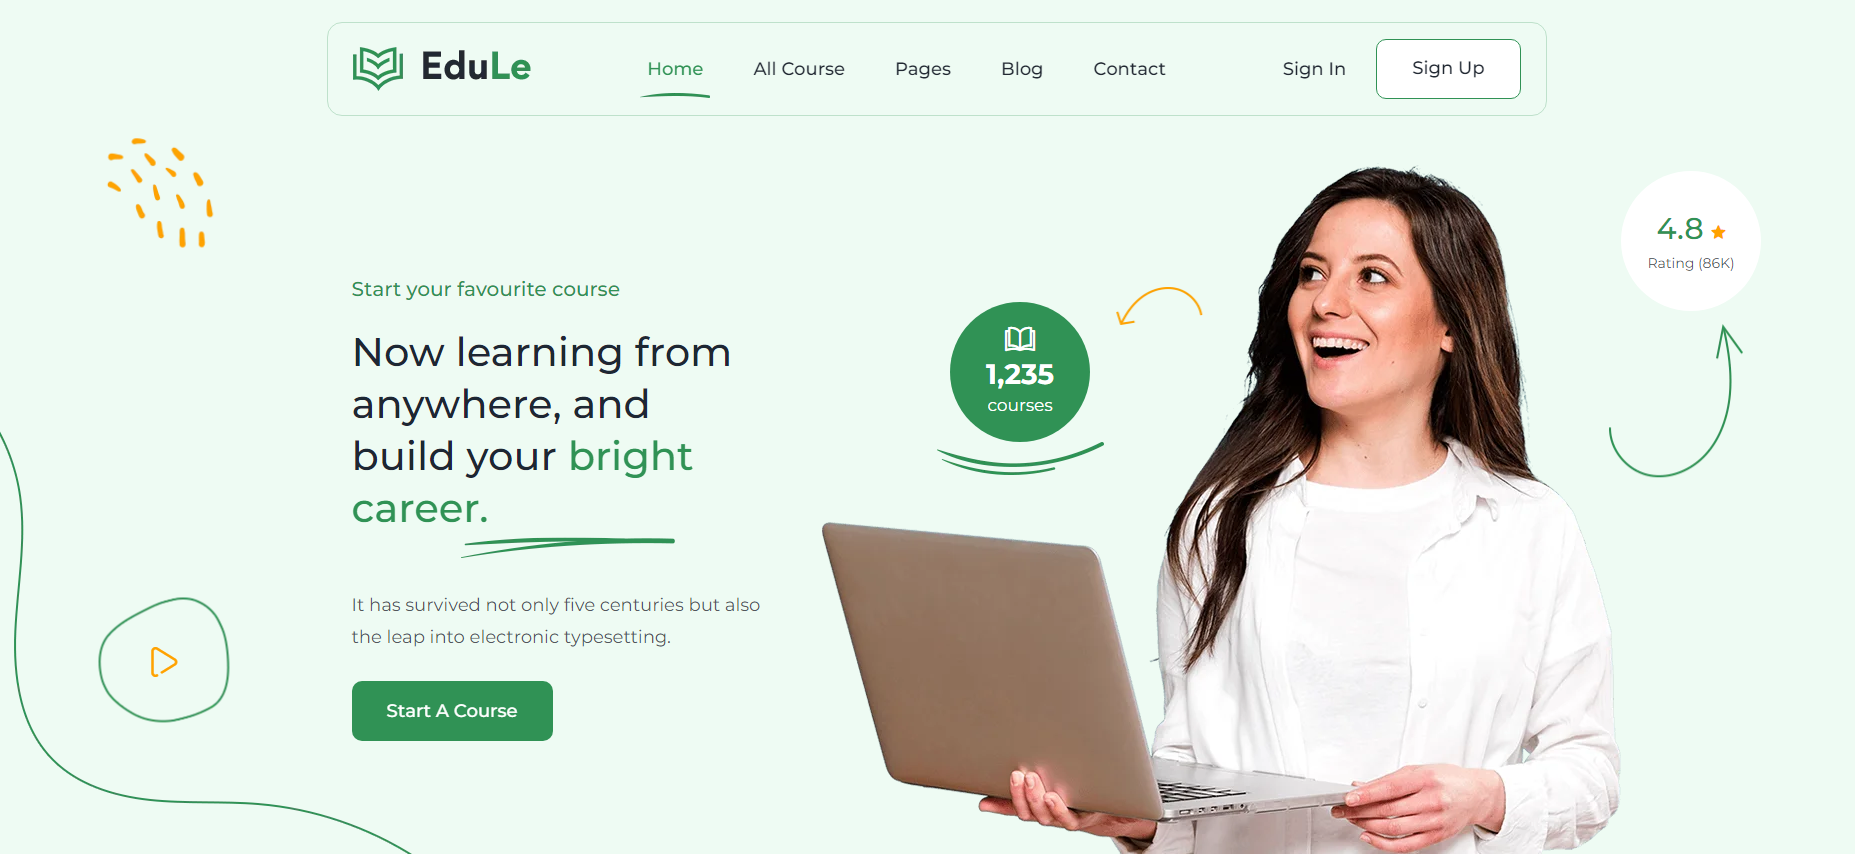 EduLe
Home
All Course
Pages
Blog
Contact
Sign In
Sign Up
Start your favourite course
Now learning from
anywhere, and
build your bright
career.
It has survived not only five centuries but also
the leap into electronic typesetting.
Start A Course
1,235
courses
4.8
Rating (86K)